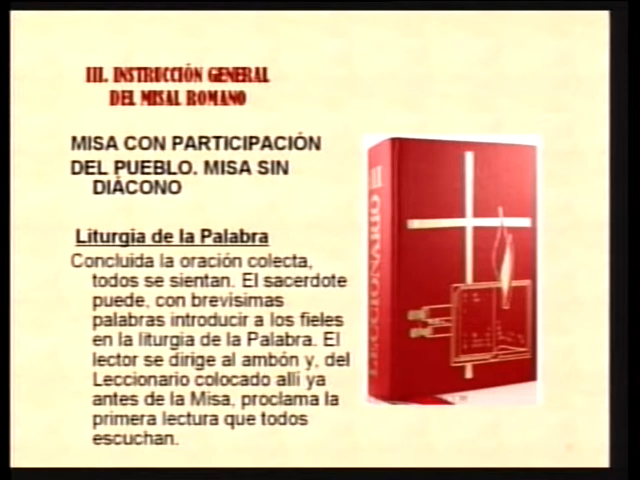 III. INSTRUCCIÓN GENERAL
DEL MISAL ROMANO
MISA CON PARTICIPACIÓN
DEL PUEBLO. MISA SIN
DIÁCONO
Liturgia de la Palabra
Concluida la oración colecta,
todos se sientan. El sacerdote
puede, con brevisimas
palabras introducir a los fieles
en la liturgia de la Palabra. El
lector se dirige al ambón y, del
Leccionario colocado allí ya
antes de la Misa, proclama la
primera lectura que todos
escuchan.
LECCIONARIO III